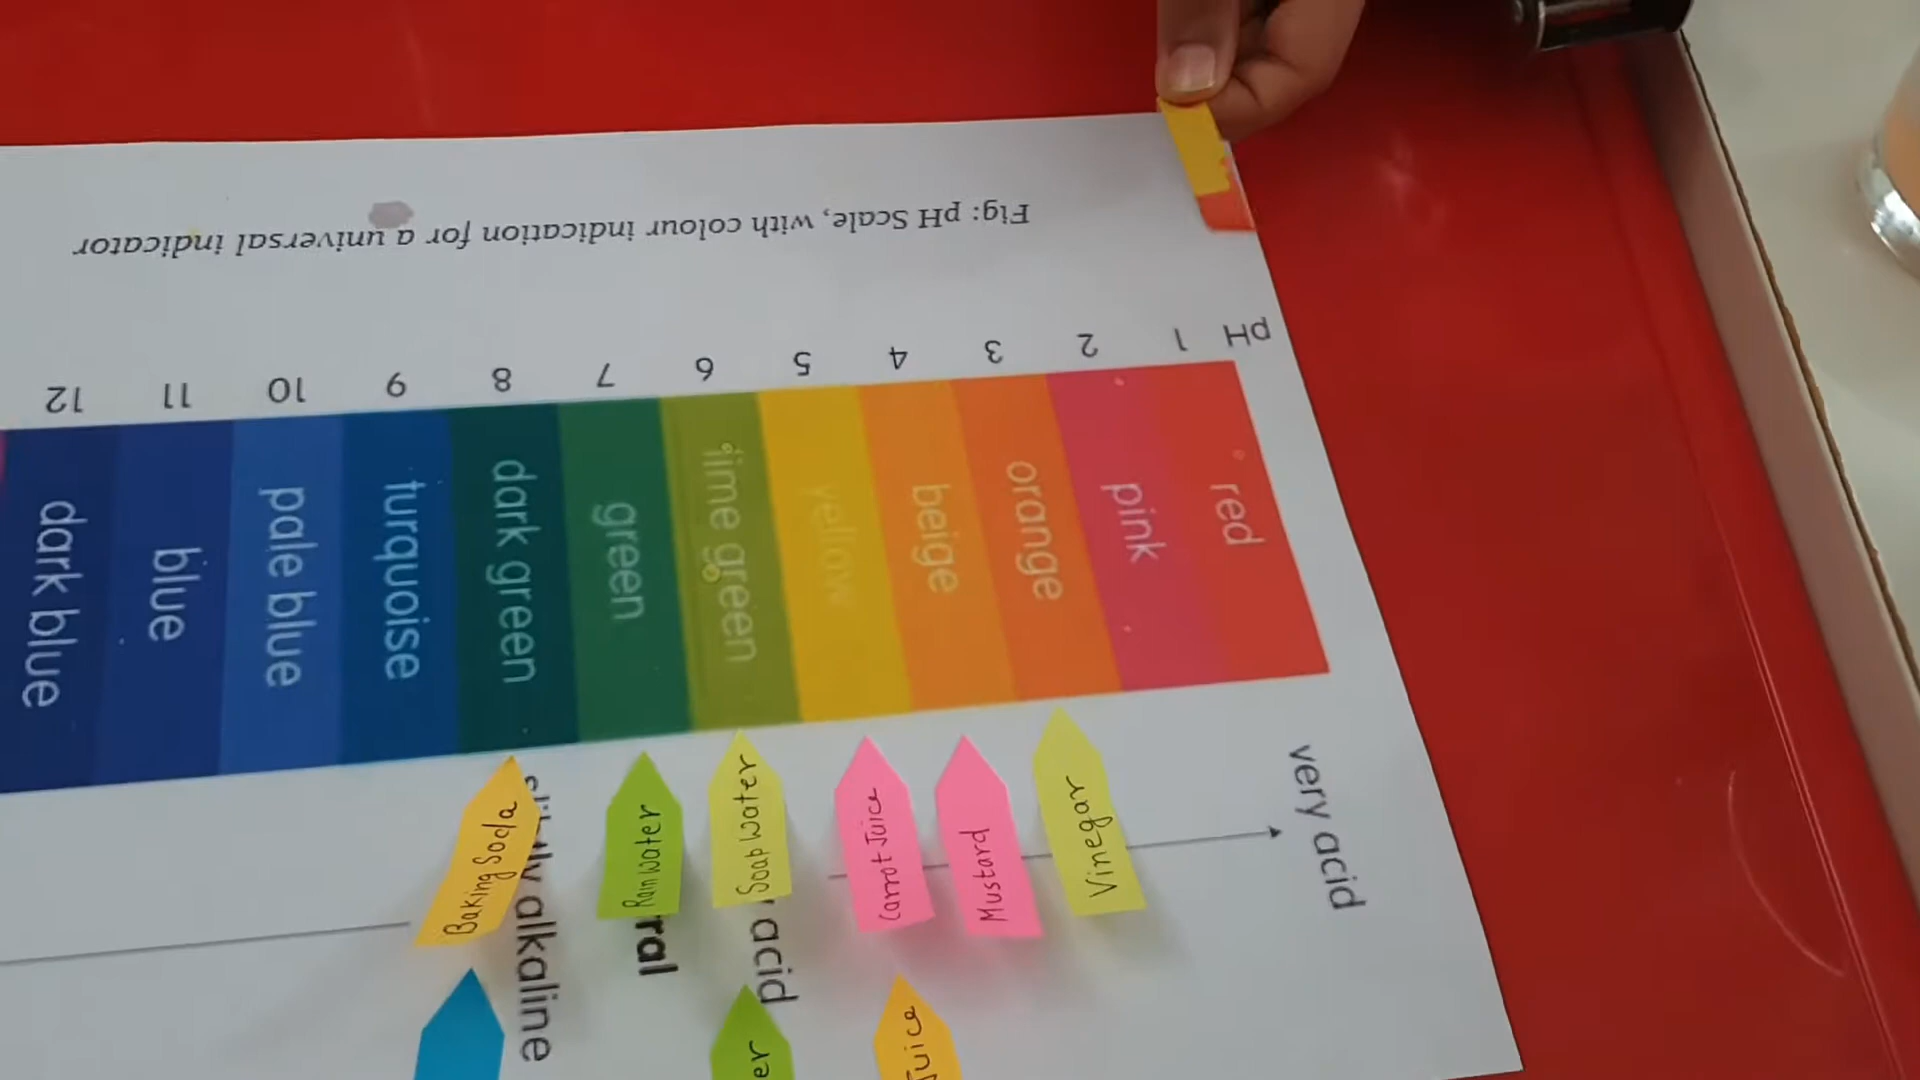 Fig: pH Scale, with colour indication for a universal indicator
pH 1 2 3 4 5 6 7 8 9 10 11 12
red
pink
orange
beige
yellow
lime green
green
dark green
turquoise
pale blue
blue
dark blue
very acid
acid
alkaline
Vinegar
Mustard
Carrot Juice
Soap Water
Rain Water
Baking Soda
Juice